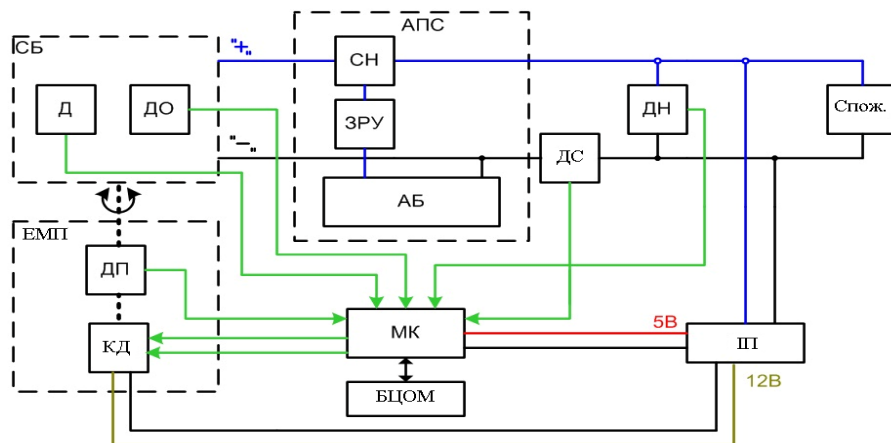 АПС
СБ
"+"
СН
Д
ДО
ЗРУ
ДН
Спож.
"−"
ДС
АБ
ЕМП
ДП
МК
5В
ІП
КД
БЦОМ
12В